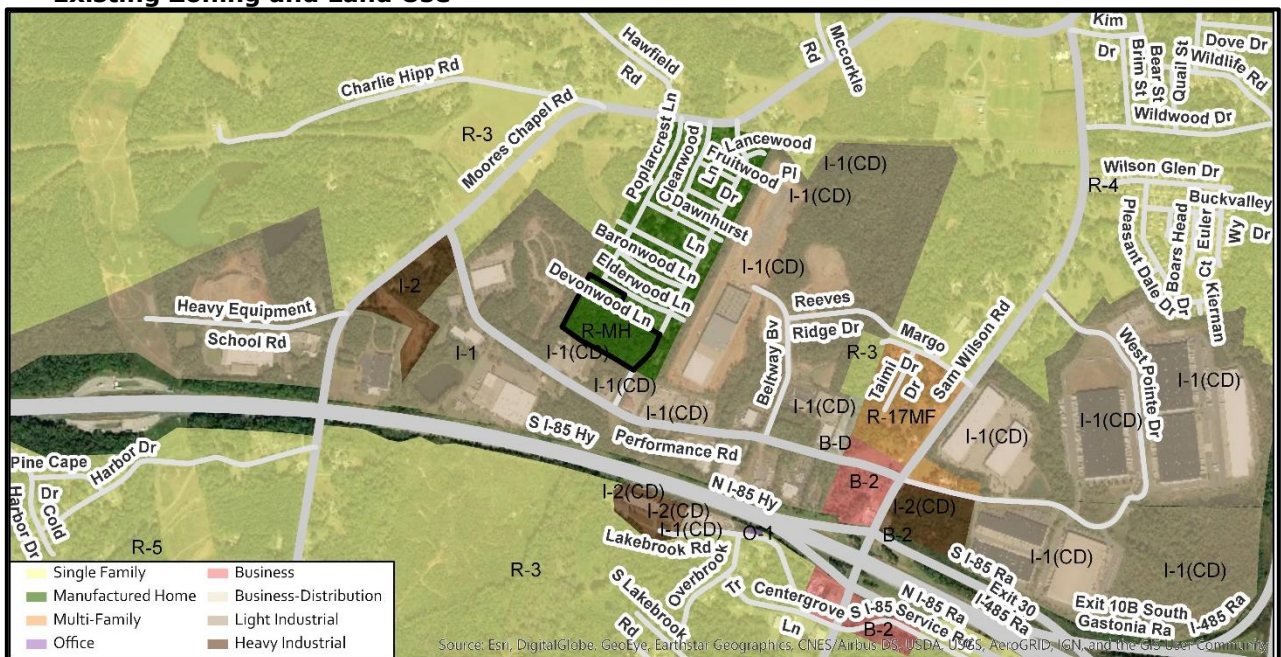 Existing Zoning and Land Use
Kim
Dr
Brim St
Bear St
Quail St
Dove Dr
Wildlife Rd
Wildwood Dr
Hawfield
Rd
Mccorkle
Rd
Charlie Hipp Rd
Moores Chapel Rd
R-3
Poplarcrest Ln
Clearwood
Ct
Lancewood
Pl
Fruitwood
Ln
Dr
Dawnhurst
Ln
Baronwood Ln
Elderwood Ln
Devonwood Ln
R-MH
I-1(CD)
I-1(CD)
I-1(CD)
R-4
Wilson Glen Dr
Buckvalley
Wy
Dr
Pleasant Dale Dr
Boars Head
Dr
Euler
Ct
Kiernan
Heavy Equipment
School Rd
I-2
I-1
I-1(CD)
I-1(CD)
I-1(CD)
Reeves
Ridge Dr
Margo
Dr
R-3
Taimi
Dr
R-17MF
Sam Wilson Rd
West Pointe Dr
Beltway Bv
I-1(CD)
I-1(CD)
I-1(CD)
I-1(CD)
S I-85 Hy
Performance Rd
N I-85 Hy
B-D
B-2
I-2(CD)
B-2
I-2(CD)
I-2(CD)
I-1(CD)
O-1
Pine Cape
Dr
Harbor Dr
Cold
Harbor Dr
R-5
R-3
Lakebrook Rd
Overbrook
Tr
S Lakebrook
Rd
Centergrove
Ln
S I-85 Service Rd
B-2
N I-85 Ra
I-485 Ra
S I-85 Ra
Exit 30
I-1(CD)
I-1(CD)
Exit 10B South
Gastonia Ra
I-485 Ra
Single Family
Manufactured Home
Multi-Family
Office
Business
Business-Distribution
Light Industrial
Heavy Industrial
Source: Esri, DigitalGlobe, GeoEye, Earthstar Geographics, CNES/Airbus DS, USDA, USGS, AeroGRID, IGN, and the GIS User Community